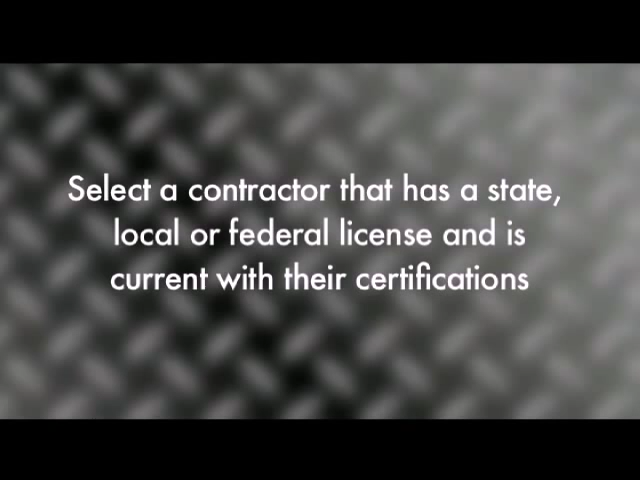 Select a contractor that has a state,
local or federal license and is
current with their certifications